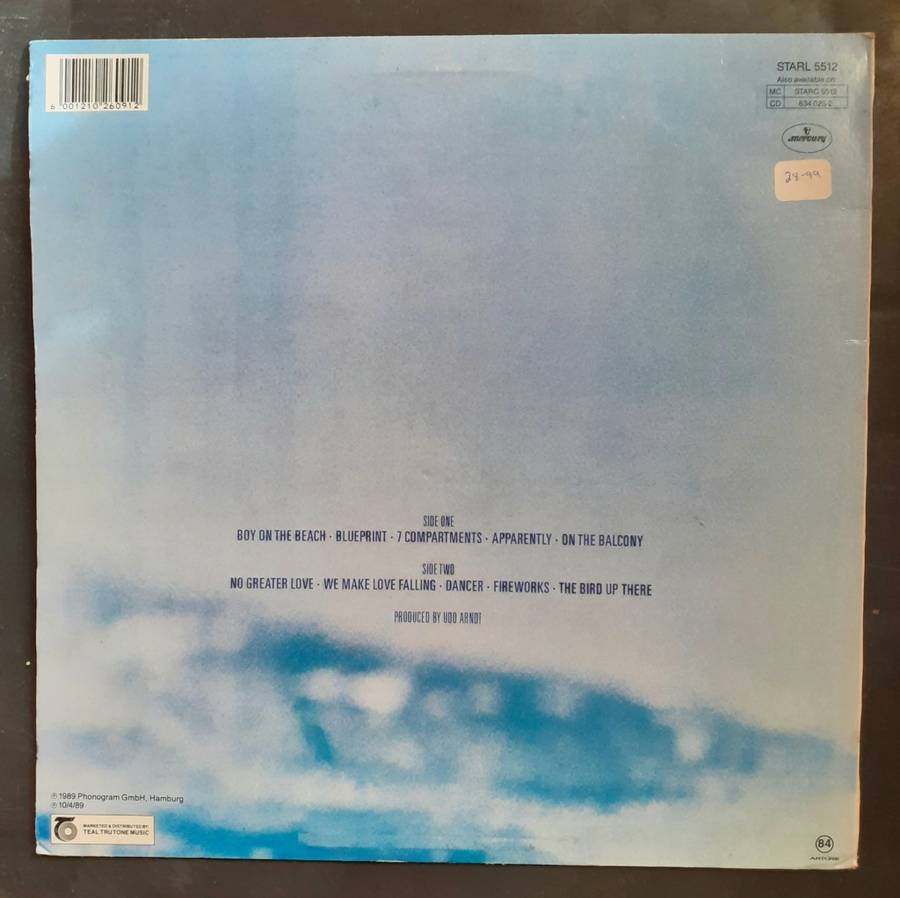 6 001210 260912
STARL 5512
Also available on
MC STARC 5512
CD 834 025-2
mercury
28-99
SIDE ONE
BOY ON THE BEACH · BLUEPRINT · 7 COMPARTMENTS · APPARENTLY · ON THE BALCONY
SIDE TWO
NO GREATER LOVE · WE MAKE LOVE FALLING · DANCER · FIREWORKS · THE BIRD UP THERE
PRODUCED BY UDO ARNDT
℗ 1989 Phonogram GmbH, Hamburg
℗ 10/4/89
MARKETED & DISTRIBUTED BY:
TEAL TRUTONE MUSIC
84